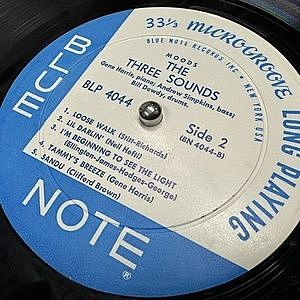 33⅓ MICROGROOVE LONG PLAYING
BLUE NOTE RECORDS INC • NEW YORK USA
BLUE
NOTE
®
MOODS
THE
THREE SOUNDS
Gene Harris, piano; Andrew Simpkins, bass;
Bill Dowdy, drums.
BLP 4044
Side 2
(BN 4044-B)
1. LOOSE WALK (Stitt-Richards)
2. LIL DARLIN' (Neil Hefti)
3. I'M BEGINNING TO SEE THE LIGHT
(Ellington-James-Hodges-George)
4. TAMMY'S BREEZE (Gene Harris)
5. SANDU (Clifford Brown)